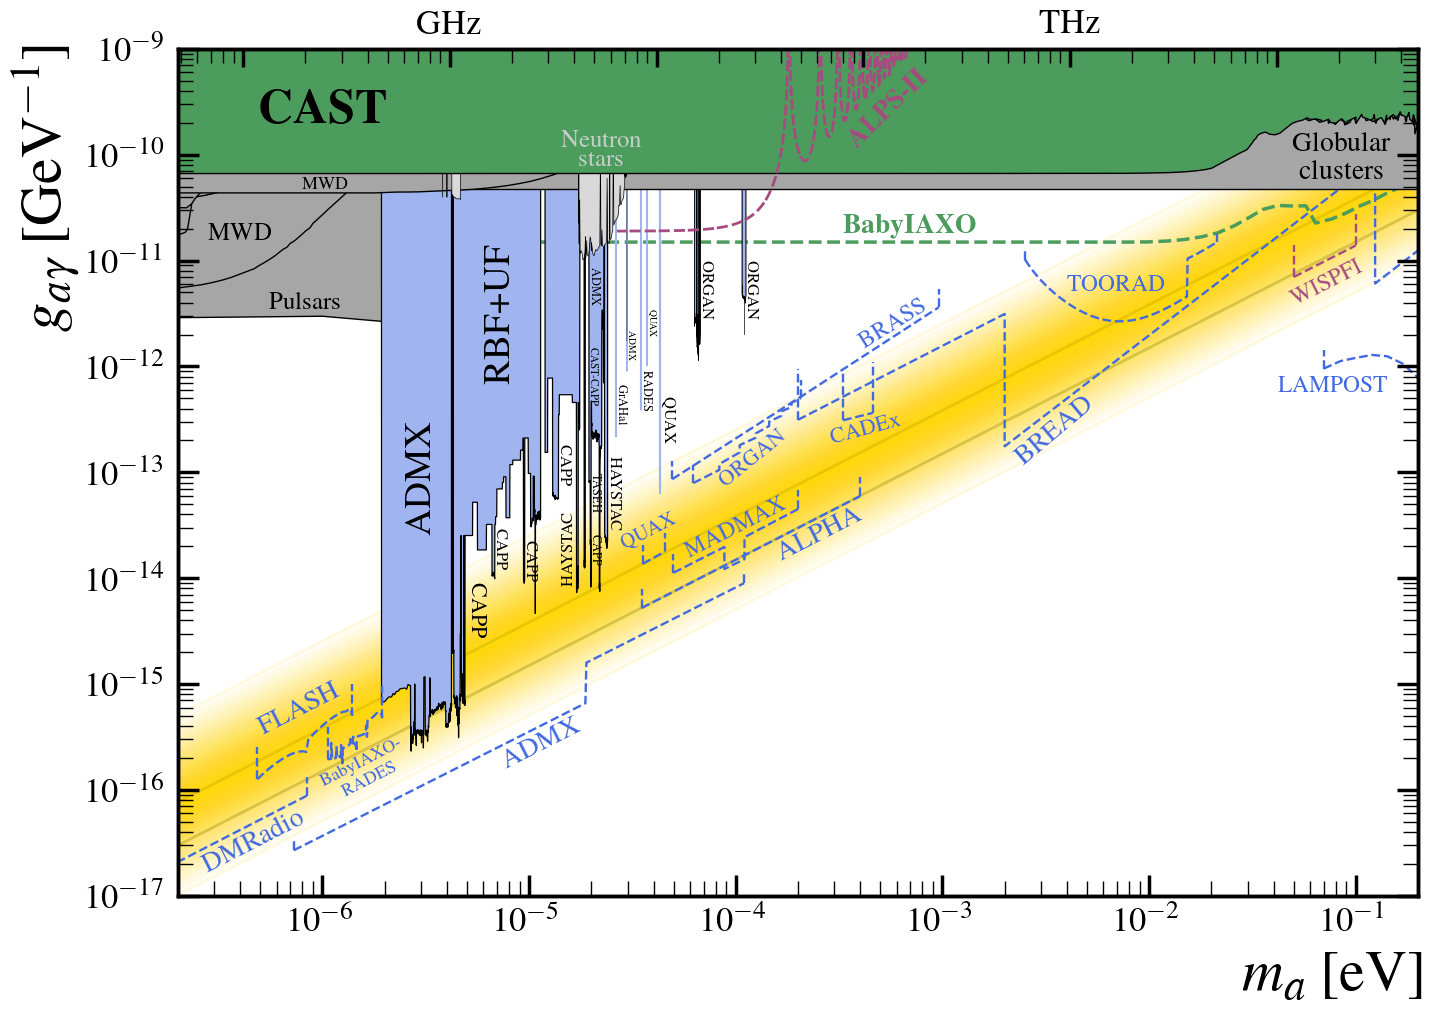 GHz
THz
10⁻⁹
CAST
ALPS-II
Neutron
stars
Globular
clusters
10⁻¹⁰
MWD
MWD
BabyIAXO
10⁻¹¹
Pulsars
RBF+UF
ADMX
ORGAN
ORGAN
TOORAD
WISPFI
QUAX
ADMX
BRASS
10⁻¹²
CAST-CAPP
RADES
GrAHal
QUAX
LAMPOST
CADEx
BREAD
ORGAN
ADMX
CAPP
TASEH
HAYSTAC
10⁻¹³
QUAX
MADMAX
ALPHA
CAPP
CAPP
HAYSTAC
CAPP
10⁻¹⁴
CAPP
10⁻¹⁵
FLASH
ADMX
BabyIAXO-
RADES
10⁻¹⁶
DMRadio
10⁻¹⁷
10⁻⁶
10⁻⁵
10⁻⁴
10⁻³
10⁻²
10⁻¹
gₐᵧ [GeV⁻¹]
mₐ [eV]